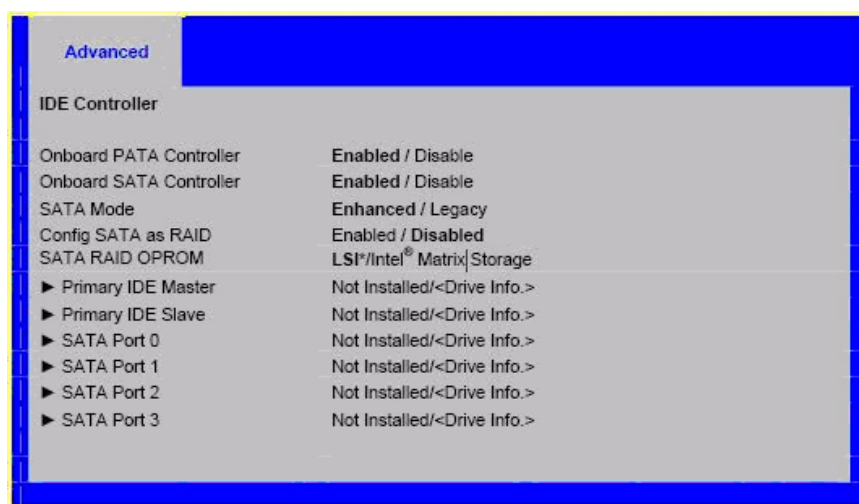 Advanced
IDE Controller
Onboard PATA Controller Enabled / Disable
Onboard SATA Controller Enabled / Disable
SATA Mode Enhanced / Legacy
Config SATA as RAID Enabled / Disabled
SATA RAID OPROM LSI*/Intel® Matrix Storage
► Primary IDE Master Not Installed/<Drive Info.>
► Primary IDE Slave Not Installed/<Drive Info.>
► SATA Port 0 Not Installed/<Drive Info.>
► SATA Port 1 Not Installed/<Drive Info.>
► SATA Port 2 Not Installed/<Drive Info.>
► SATA Port 3 Not Installed/<Drive Info.>